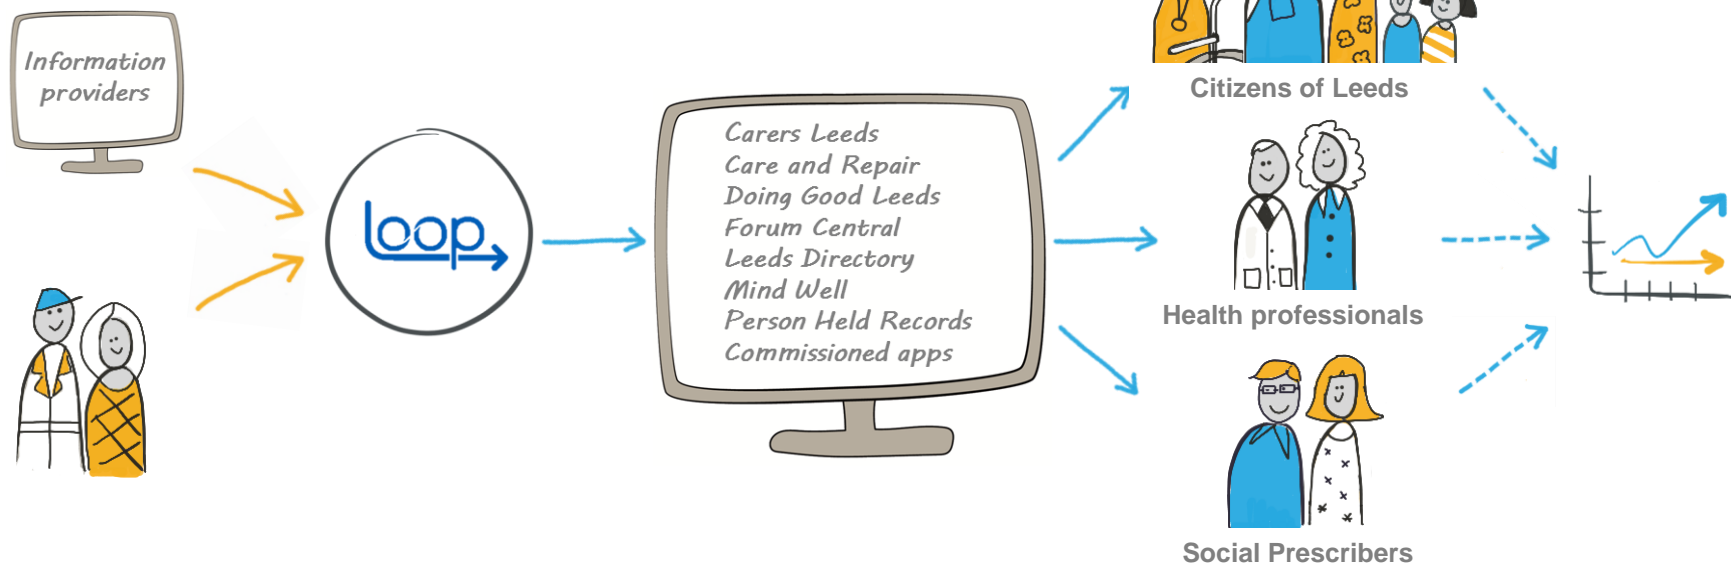 Information
providers
loop
Carers Leeds
Care and Repair
Doing Good Leeds
Forum Central
Leeds Directory
Mind Well
Person Held Records
Commissioned apps
Citizens of Leeds
Health professionals
Social Prescribers